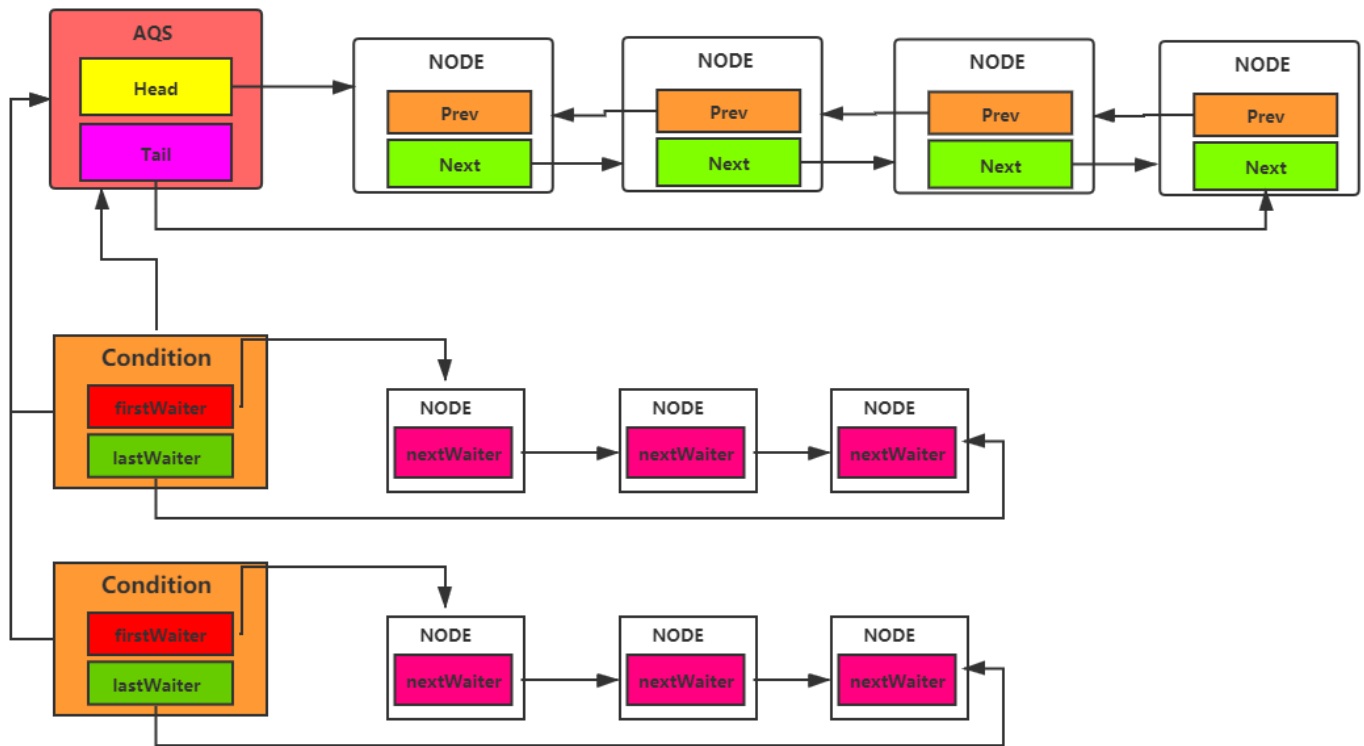 AQS
Head
Tail
NODE
Prev
Next
NODE
Prev
Next
NODE
Prev
Next
NODE
Prev
Next
Condition
firstWaiter
lastWaiter
NODE
nextWaiter
NODE
nextWaiter
NODE
nextWaiter
Condition
firstWaiter
lastWaiter
NODE
nextWaiter
NODE
nextWaiter
NODE
nextWaiter